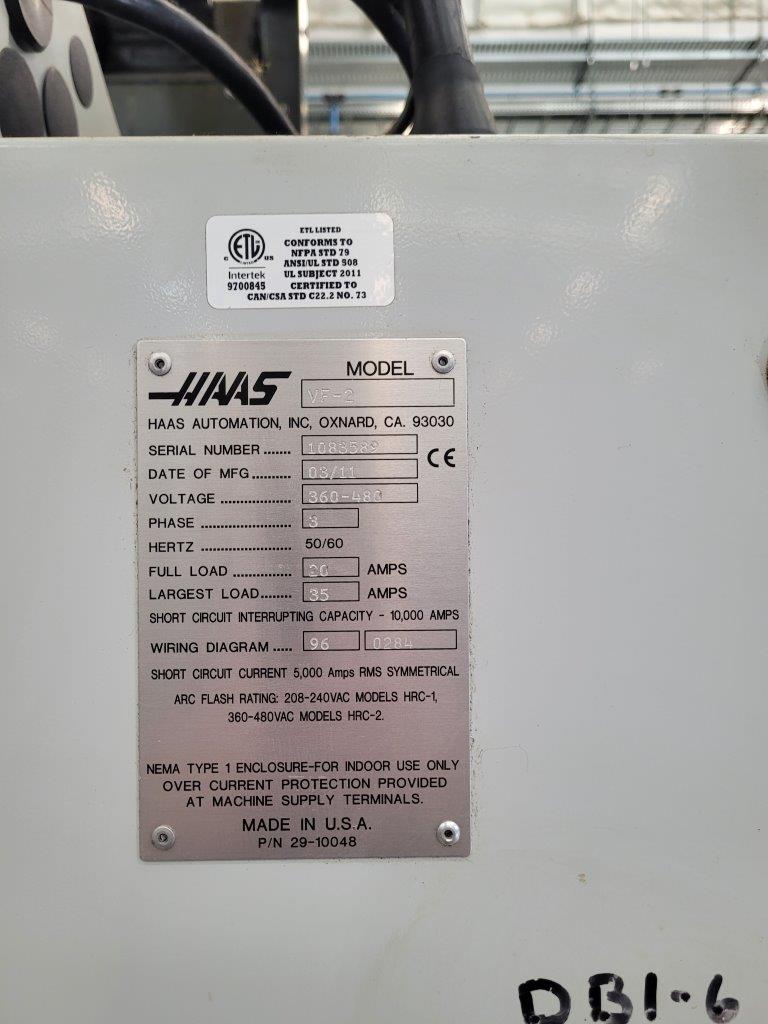 ETL LISTED
CONFORMS TO
NFPA STD 79
ANSI/UL STD 508
UL SUBJECT 2011
CERTIFIED TO
CAN/CSA STD C22.2 NO. 73
ETL
C US
Intertek
9700845
HAAS
MODEL
VF-2
HAAS AUTOMATION, INC, OXNARD, CA. 93030
SERIAL NUMBER ....... 1083589
CE
DATE OF MFG.......... 03/11
VOLTAGE .................. 360-480
PHASE ....................... 3
HERTZ ....................... 50/60
FULL LOAD ............... 20 AMPS
LARGEST LOAD........ 35 AMPS
SHORT CIRCUIT INTERRUPTING CAPACITY - 10,000 AMPS
WIRING DIAGRAM ..... 96 0284
SHORT CIRCUIT CURRENT 5,000 Amps RMS SYMMETRICAL
ARC FLASH RATING: 208-240VAC MODELS HRC-1,
360-480VAC MODELS HRC-2.
NEMA TYPE 1 ENCLOSURE-FOR INDOOR USE ONLY
OVER CURRENT PROTECTION PROVIDED
AT MACHINE SUPPLY TERMINALS.
MADE IN U.S.A.
P/N 29-10048
DB1-6